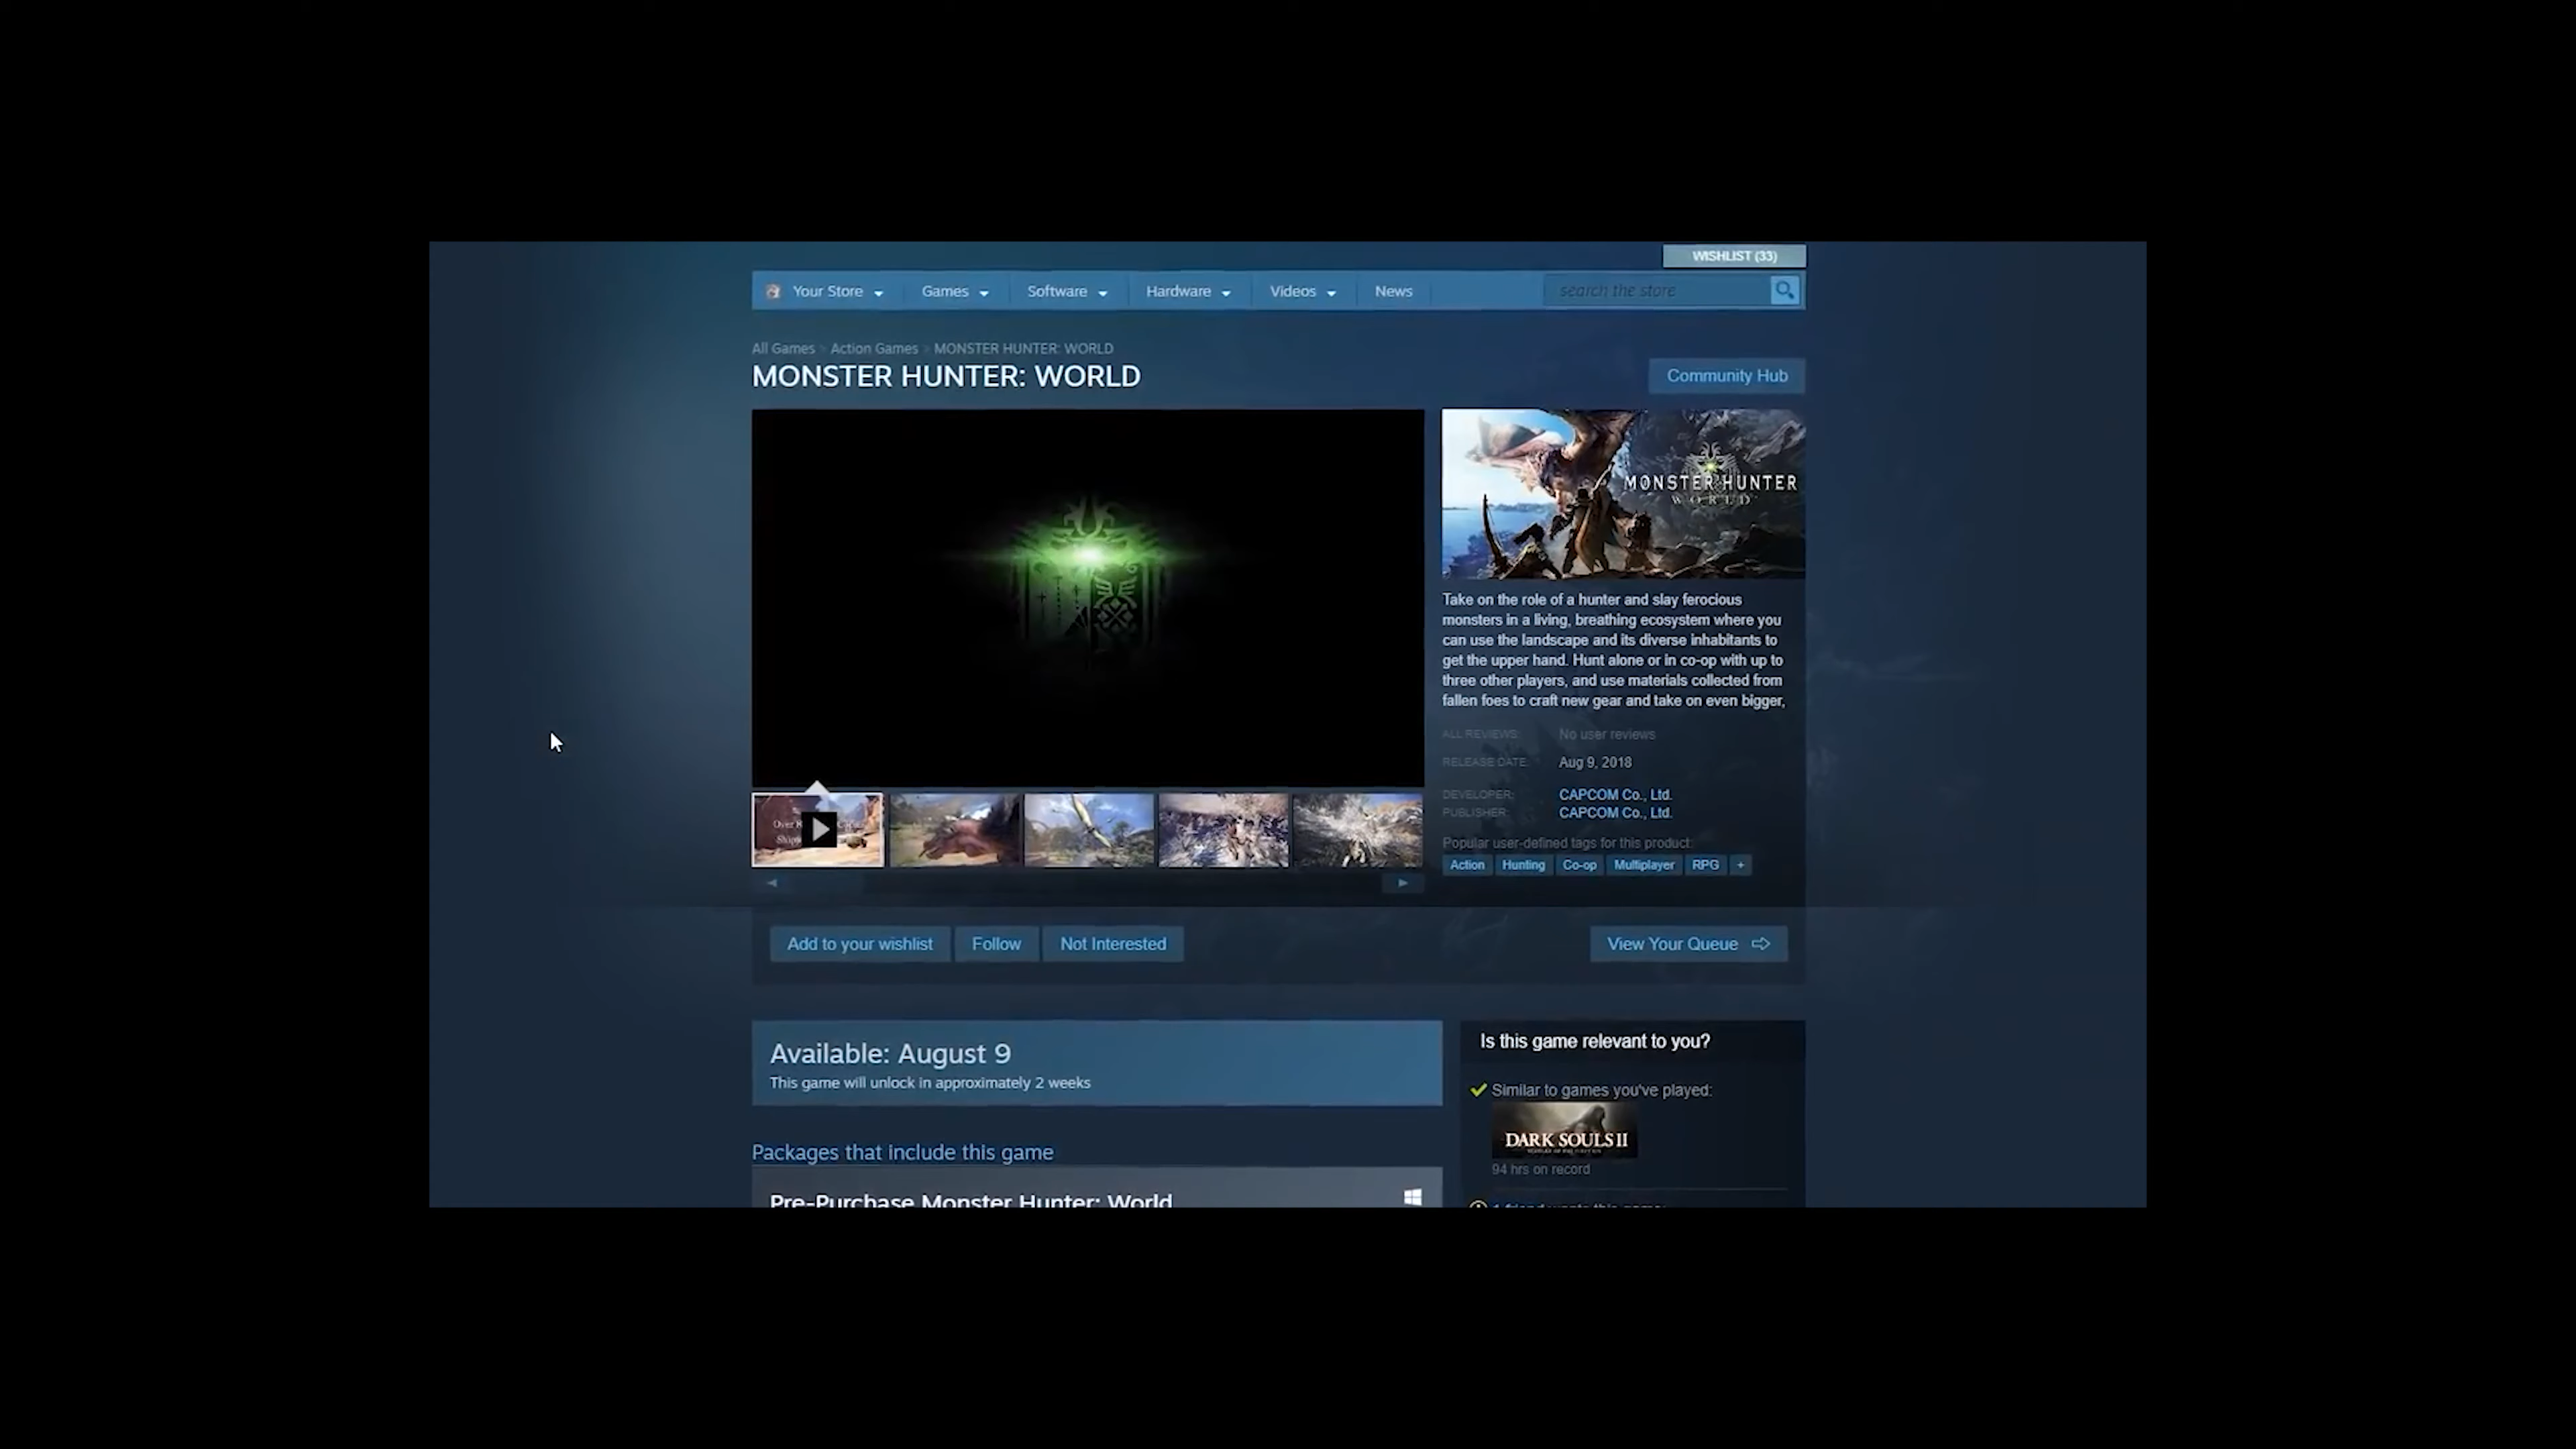 WISHLIST (33)
Your Store
Games
Software
Hardware
Videos
News
search the store
All Games > Action Games > MONSTER HUNTER: WORLD
MONSTER HUNTER: WORLD
Community Hub
MONSTER HUNTER
WORLD
Take on the role of a hunter and slay ferocious
monsters in a living, breathing ecosystem where you
can use the landscape and its diverse inhabitants to
get the upper hand. Hunt alone or in co-op with up to
three other players, and use materials collected from
fallen foes to craft new gear and take on even bigger,
ALL REVIEWS: No user reviews
RELEASE DATE: Aug 9, 2018
DEVELOPER: CAPCOM Co., Ltd.
PUBLISHER: CAPCOM Co., Ltd.
Popular user-defined tags for this product:
Action Hunting Co-op Multiplayer RPG +
Over
Add to your wishlist
Follow
Not Interested
View Your Queue
Available: August 9
This game will unlock in approximately 2 weeks
Packages that include this game
Pre-Purchase Monster Hunter: World
Is this game relevant to you?
Similar to games you've played:
DARK SOULS II
94 hrs on record
1 friend wants this game: